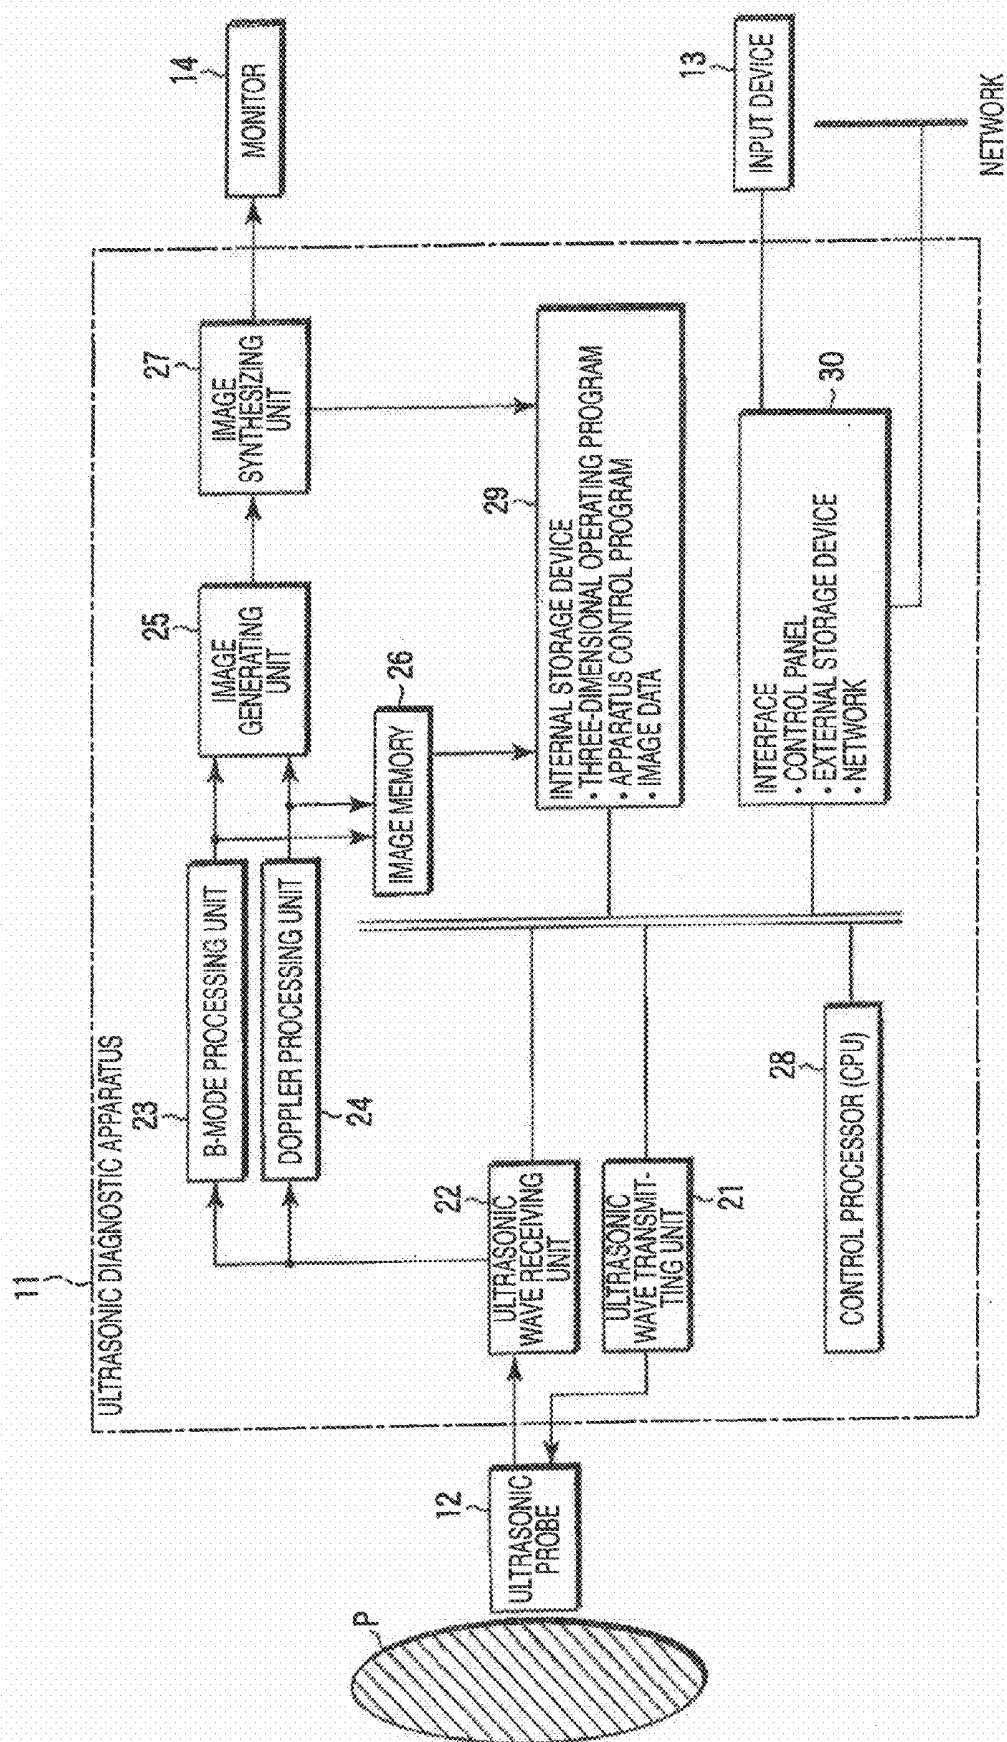 11
ULTRASONIC DIAGNOSTIC APPARATUS
P
12
ULTRASONIC
PROBE
22
ULTRASONIC
WAVE RECEIVING
UNIT
ULTRASONIC
WAVE TRANSMIT-
TING UNIT
21
23
B-MODE PROCESSING UNIT
DOPPLER PROCESSING UNIT
24
25
IMAGE
GENERATING
UNIT
26
IMAGE MEMORY
27
IMAGE
SYNTHESIZING
UNIT
14
MONITOR
28
CONTROL PROCESSOR (CPU)
29
INTERNAL STORAGE DEVICE
• THREE-DIMENSIONAL OPERATING PROGRAM
• APPARATUS CONTROL PROGRAM
• IMAGE DATA
30
INTERFACE
• CONTROL PANEL
• EXTERNAL STORAGE DEVICE
• NETWORK
13
INPUT DEVICE
NETWORK